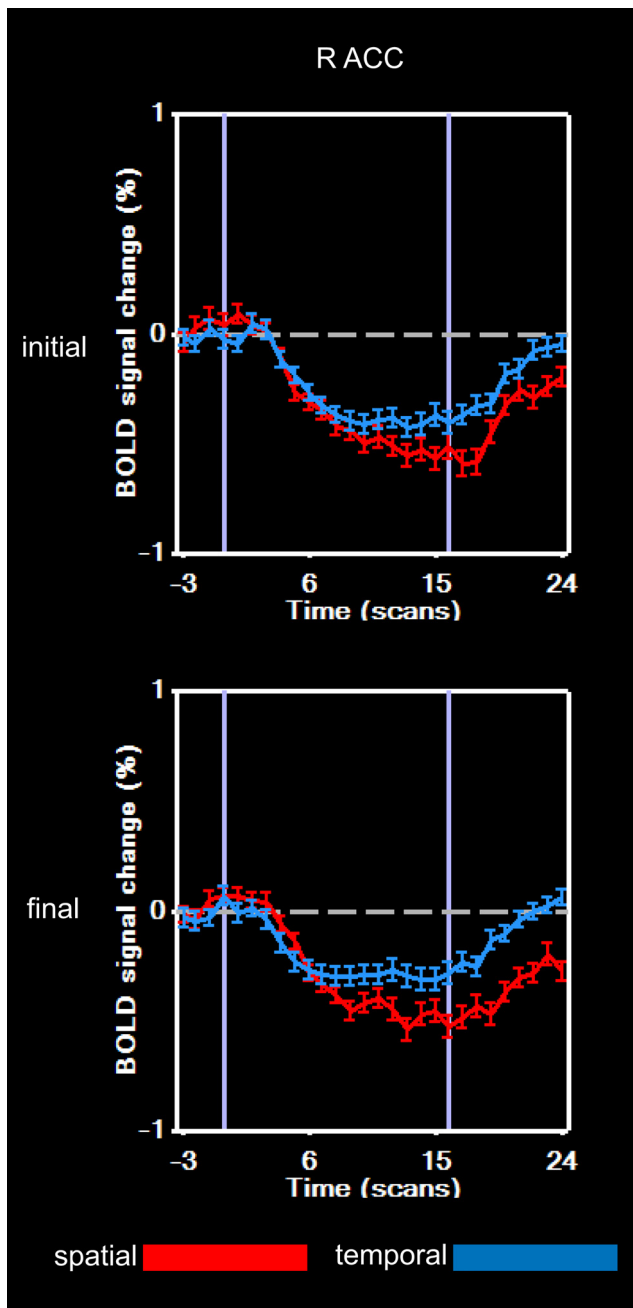 R ACC
1
0
−1
BOLD signal change (%)
initial
−3 6 15 24
Time (scans)
1
0
−1
BOLD signal change (%)
final
−3 6 15 24
Time (scans)
spatial temporal